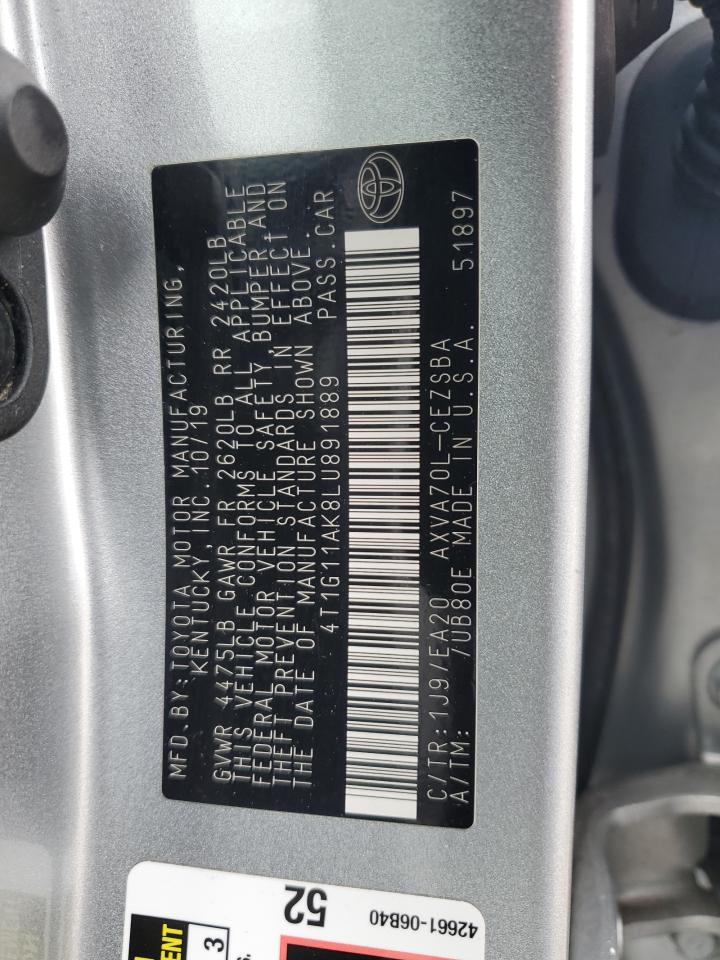 MFD.BY:TOYOTA MOTOR MANUFACTURING,
KENTUCKY, INC. 10/19
GVWR 4475LB GAWR FR 2620LB RR 2420LB
THIS VEHICLE CONFORMS TO ALL APPLICABLE
FEDERAL MOTOR VEHICLE SAFETY, BUMPER AND
THEFT PREVENTION STANDARDS IN EFFECT ON
THE DATE OF MANUFACTURE SHOWN ABOVE.
4T1G11AK8LU891889 PASS.CAR
C/TR:1J9/EA20 AXVA70L-CEZSBA
A/TM: /UB80E MADE IN U.S.A. 51897
52
42661-06B40
3